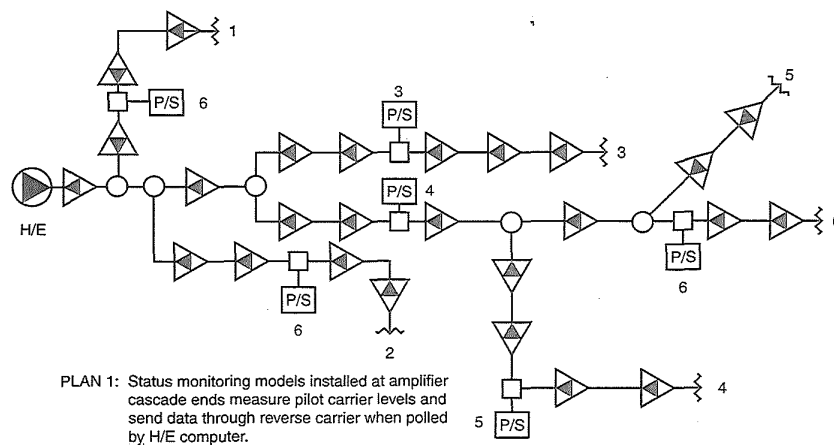 1
5
P/S
6
3
P/S
3
P/S
4
H/E
P/S
6
P/S
6
2
PLAN 1: Status monitoring models installed at amplifier
cascade ends measure pilot carrier levels and
send data through reverse carrier when polled
by H/E computer.
5
P/S
4